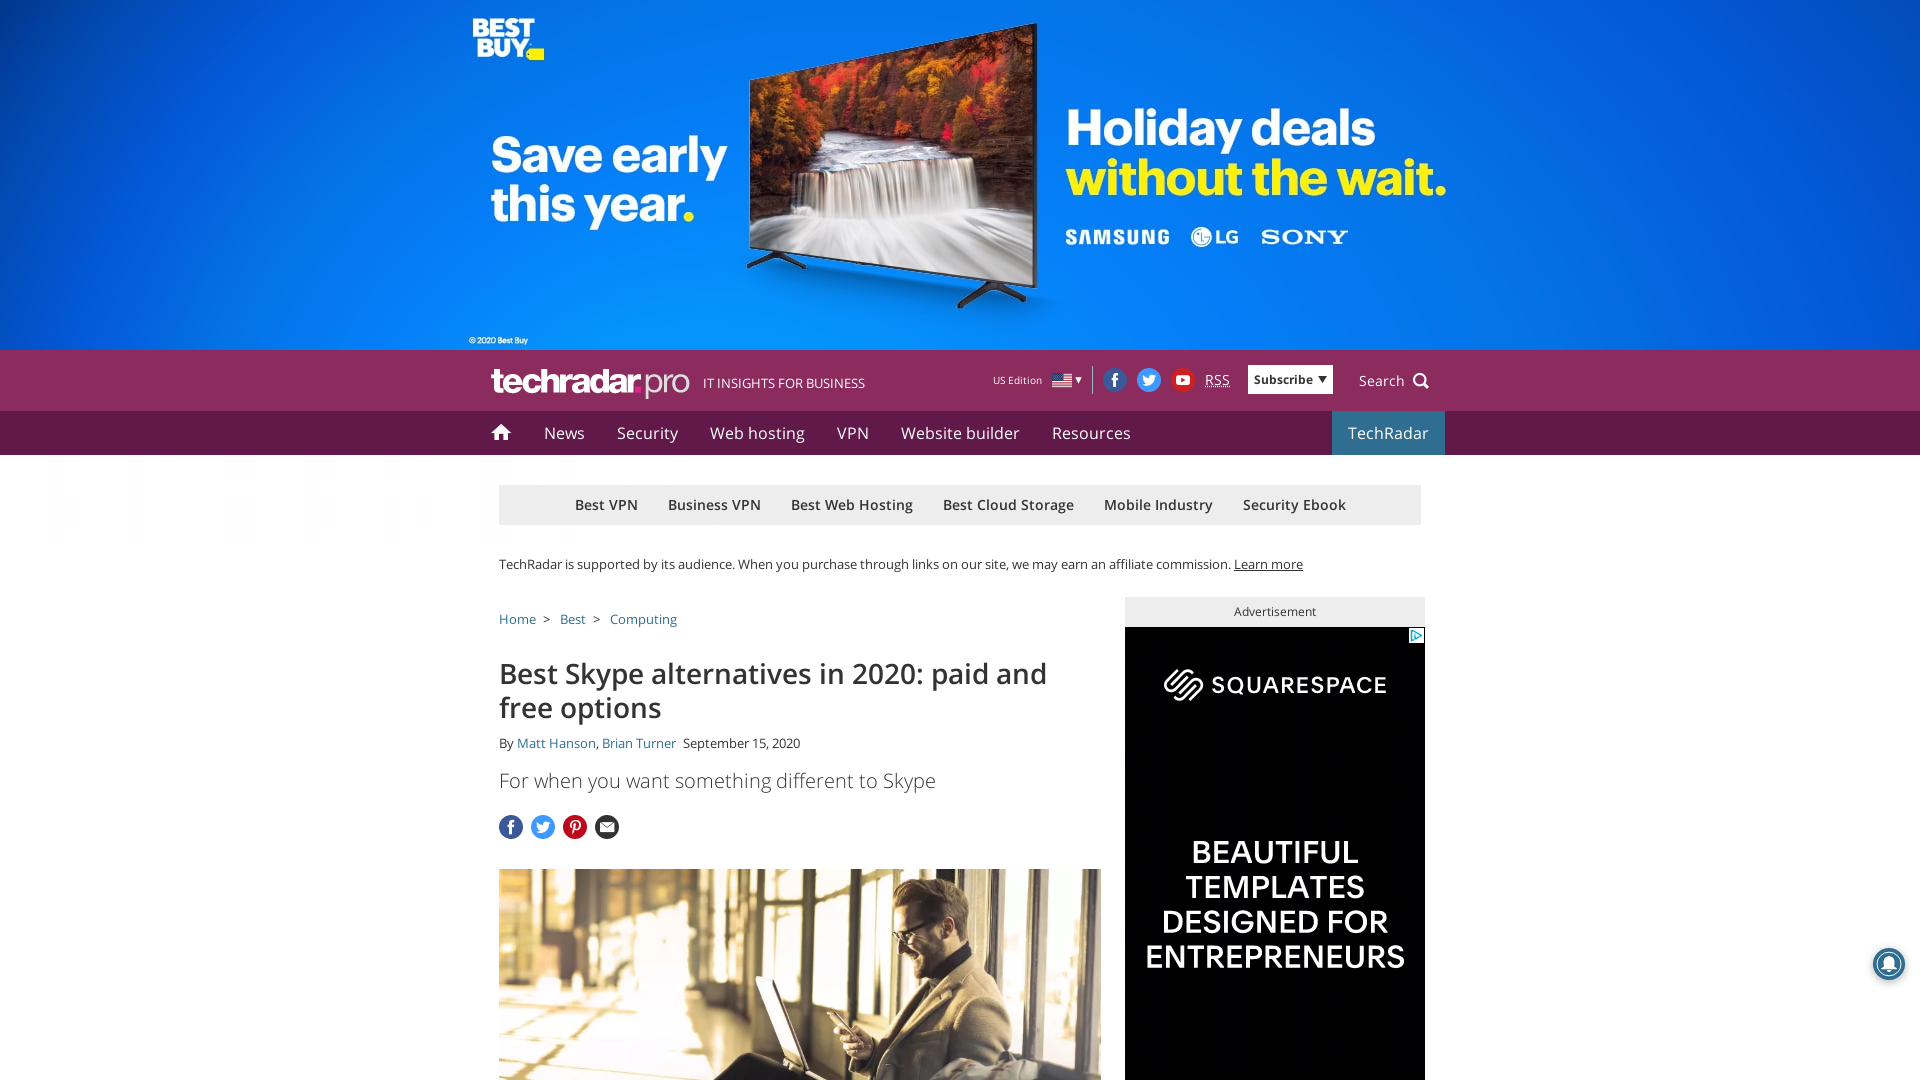 BEST
BUY
Save early
this year.
Holiday deals
without the wait.
SAMSUNG LG SONY
© 2020 Best Buy
techradar.pro IT INSIGHTS FOR BUSINESS
US Edition
RSS
Subscribe
Search
News
Security
Web hosting
VPN
Website builder
Resources
TechRadar
Best VPN
Business VPN
Best Web Hosting
Best Cloud Storage
Mobile Industry
Security Ebook
TechRadar is supported by its audience. When you purchase through links on our site, we may earn an affiliate commission. Learn more
Home > Best > Computing
Best Skype alternatives in 2020: paid and
free options
By Matt Hanson, Brian Turner September 15, 2020
For when you want something different to Skype
Advertisement
SQUARESPACE
BEAUTIFUL
TEMPLATES
DESIGNED FOR
ENTREPRENEURS